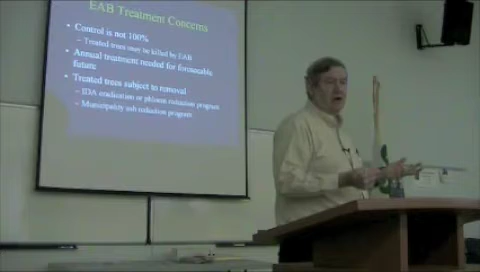 EAB Treatment Concerns
• Control is not 100%
– Treated trees may be killed by EAB
• Annual treatment needed for foreseeable
future
• Treated trees subject to removal
– IDA eradication or phloem reduction program
– Municipality ash reduction program